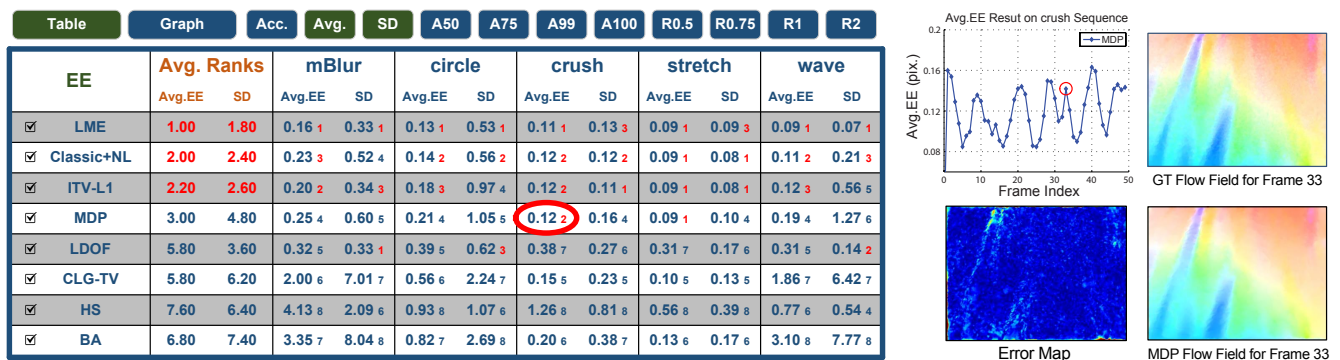 Table Graph Acc. Avg. SD A50 A75 A99 A100 R0.5 R0.75 R1 R2
EE Avg. Ranks mBlur circle crush stretch wave
Avg.EE SD Avg.EE SD Avg.EE SD Avg.EE SD Avg.EE SD Avg.EE SD
LME 1.00 1.80 0.16 1 0.33 1 0.13 1 0.53 1 0.11 1 0.13 3 0.09 1 0.09 3 0.09 1 0.07 1
Classic+NL 2.00 2.40 0.23 3 0.52 4 0.14 2 0.56 2 0.12 2 0.12 2 0.09 1 0.08 1 0.11 2 0.21 3
ITV-L1 2.20 2.60 0.20 2 0.34 3 0.18 3 0.97 4 0.12 2 0.11 1 0.09 1 0.08 1 0.12 3 0.56 5
MDP 3.00 4.80 0.25 4 0.60 5 0.21 4 1.05 5 0.12 2 0.16 4 0.09 1 0.10 4 0.19 4 1.27 6
LDOF 5.80 3.60 0.32 5 0.33 1 0.39 5 0.62 3 0.38 7 0.27 6 0.31 7 0.17 6 0.31 5 0.14 2
CLG-TV 5.80 6.20 2.00 6 7.01 7 0.56 6 2.24 7 0.15 5 0.23 5 0.10 5 0.13 5 1.86 7 6.42 7
HS 7.60 6.40 4.13 8 2.09 6 0.93 8 1.07 6 1.26 8 0.81 8 0.56 8 0.39 8 0.77 6 0.54 4
BA 6.80 7.40 3.35 7 8.04 8 0.82 7 2.69 8 0.20 6 0.38 7 0.13 6 0.17 6 3.10 8 7.77 8
Avg.EE Resut on crush Sequence
MDP
Avg.EE (pix.)
0.2
0.16
0.12
0.08
0 10 20 30 40 50
Frame Index
GT Flow Field for Frame 33
Error Map
MDP Flow Field for Frame 33